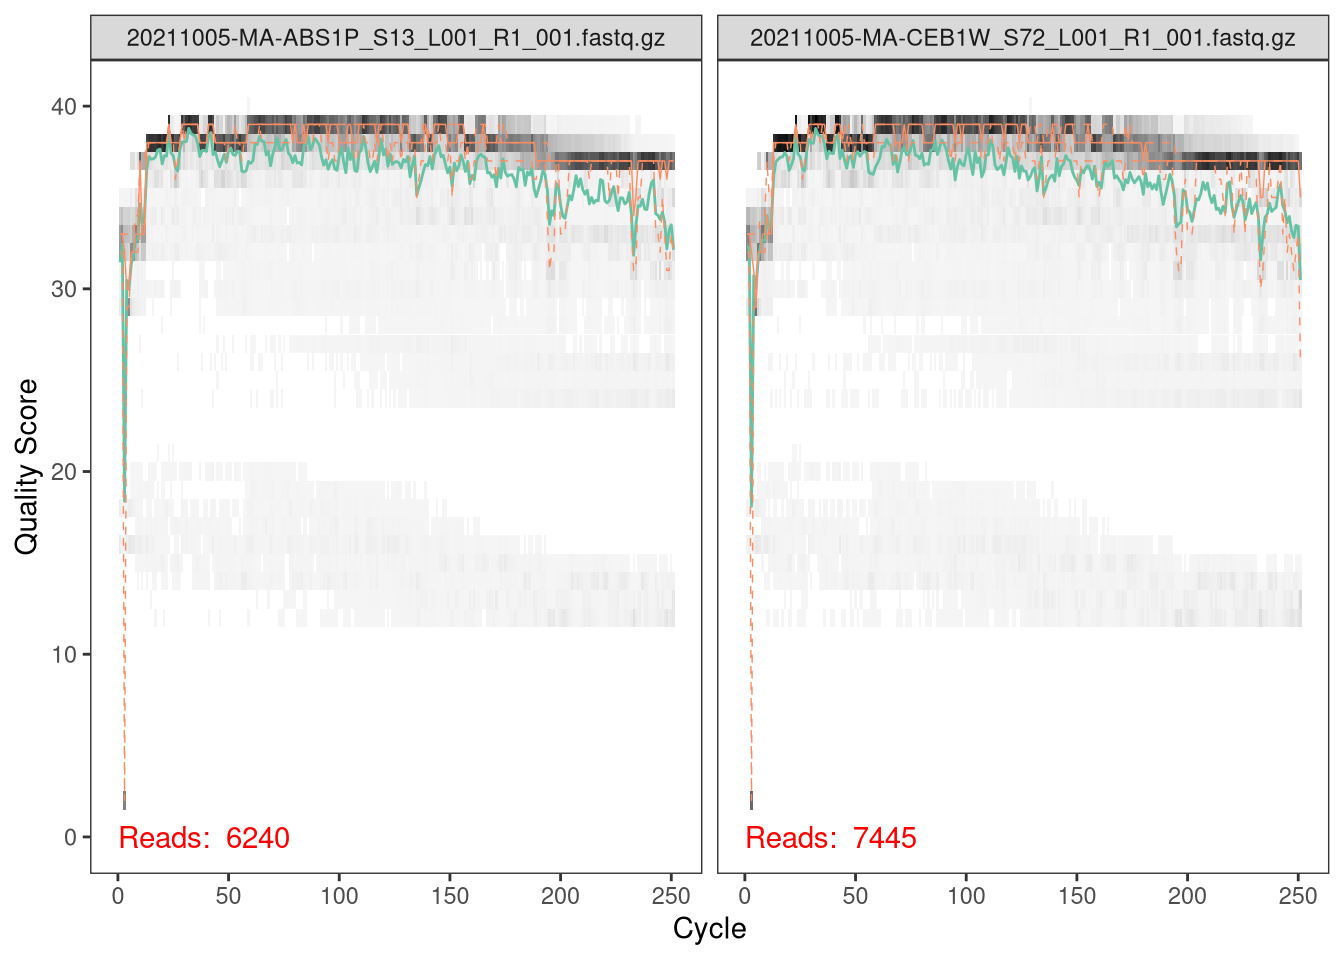 20211005-MA-ABS1P_S13_L001_R1_001.fastq.gz
20211005-MA-CEB1W_S72_L001_R1_001.fastq.gz
40
30
20
10
0
Quality Score
Reads: 6240
Reads: 7445
0 50 100 150 200 250
0 50 100 150 200 250
Cycle